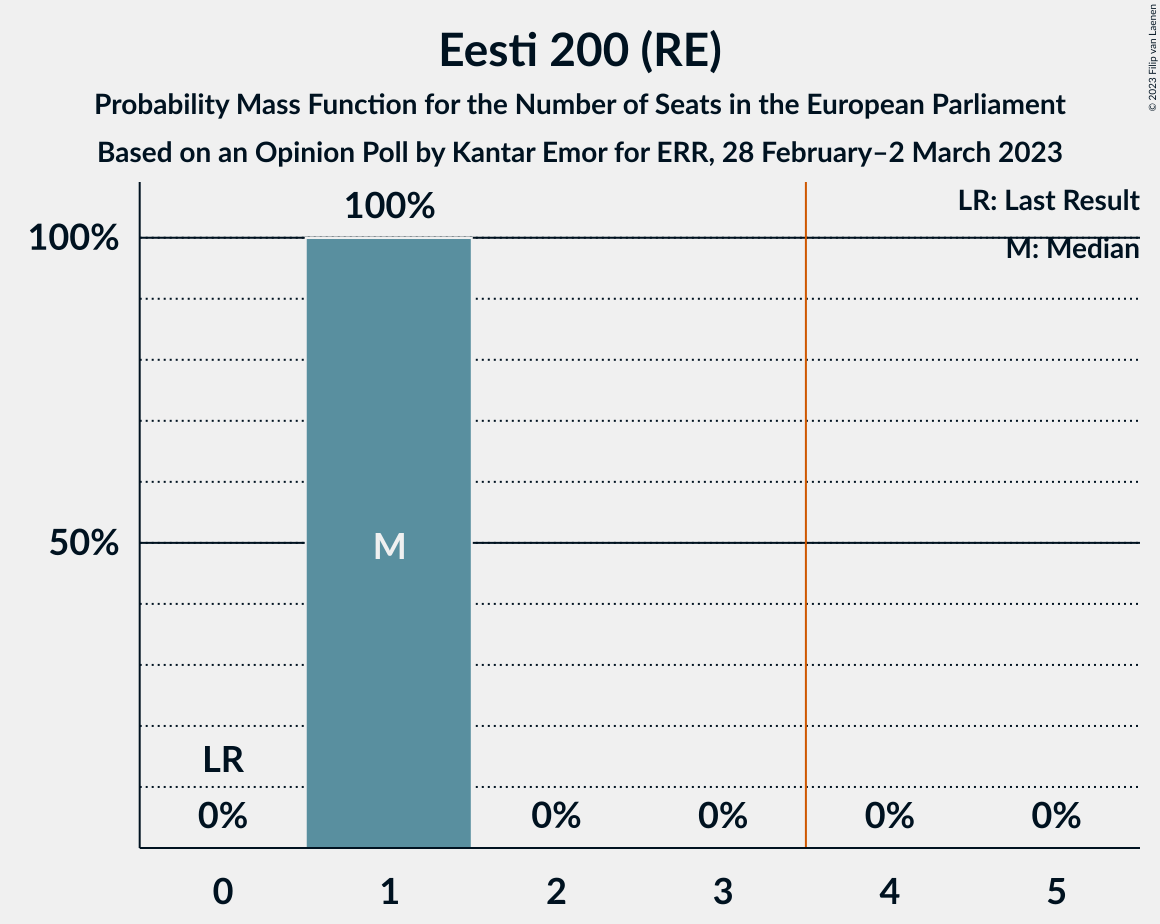 Eesti 200 (RE)
Probability Mass Function for the Number of Seats in the European Parliament
Based on an Opinion Poll by Kantar Emor for ERR, 28 February–2 March 2023
© 2023 Filip van Laenen
LR: Last Result
M: Median
100%
100%
50%
M
LR
0%
0%
0%
0%
0%
0
1
2
3
4
5